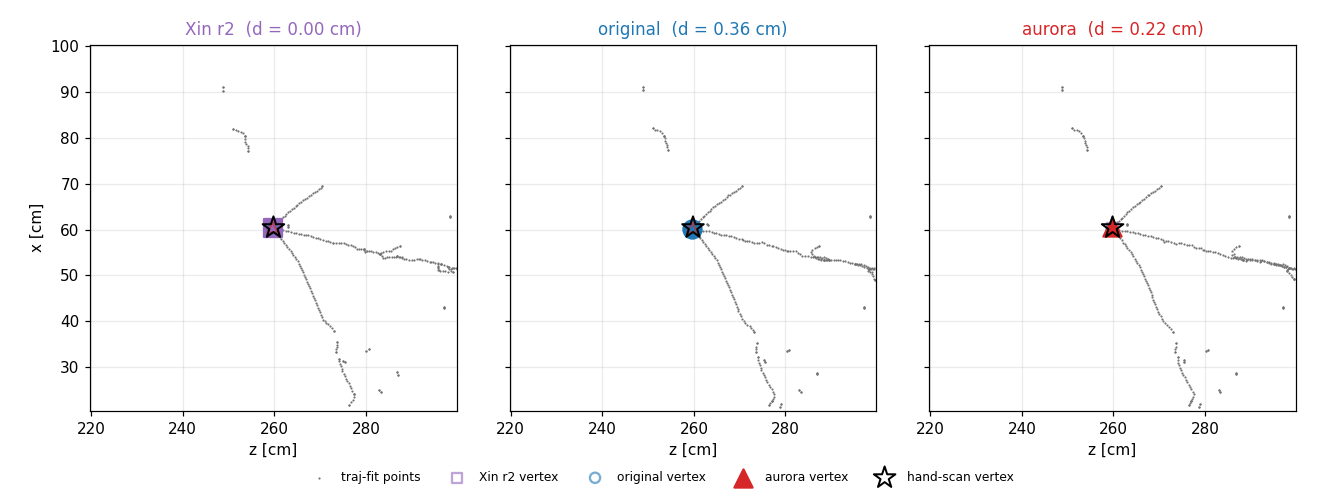 Xin r2 (d = 0.00 cm)
original (d = 0.36 cm)
aurora (d = 0.22 cm)
100
90
80
70
60
50
40
30
x [cm]
220 240 260 280
220 240 260 280
220 240 260 280
z [cm]
z [cm]
z [cm]
traj-fit points Xin r2 vertex original vertex aurora vertex hand-scan vertex